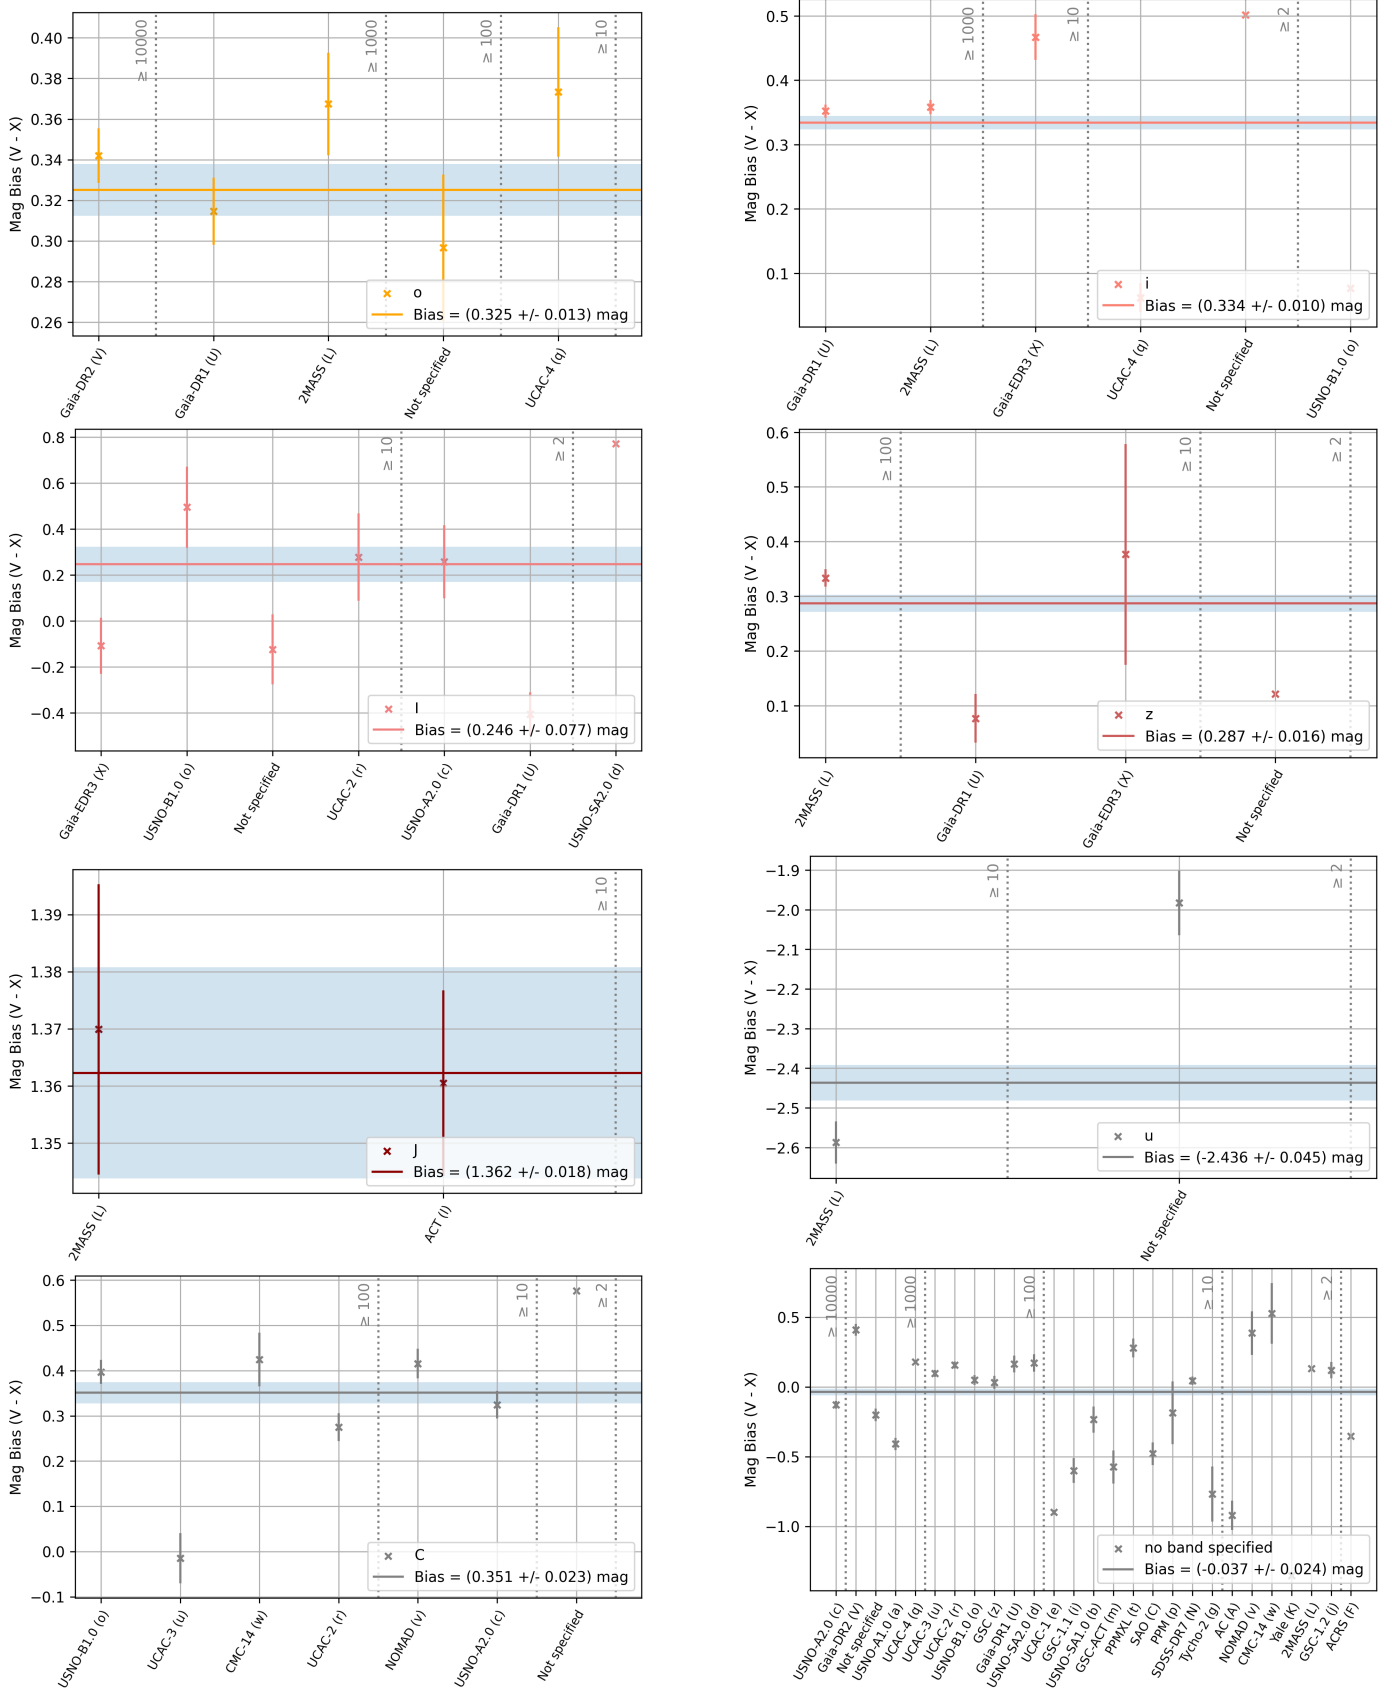 0.40
0.38
0.36
0.34
0.32
0.30
0.28
0.26
Mag Bias (V - X)
≥ 10000
≥ 1000
≥ 100
≥ 10
o
Bias = (0.325 +/- 0.013) mag
Gaia-DR2 (V)
Gaia-DR1 (U)
2MASS (L)
Not specified
UCAC-4 (q)
0.5
0.4
0.3
0.2
0.1
Mag Bias (V - X)
≥ 1000
≥ 10
≥ 2
i
Bias = (0.334 +/- 0.010) mag
Gaia-DR1 (U)
2MASS (L)
Gaia-EDR3 (X)
UCAC-4 (q)
Not specified
USNO-B1.0 (o)
0.8
0.6
0.4
0.2
0.0
−0.2
−0.4
Mag Bias (V - X)
≥ 10
≥ 2
I
Bias = (0.246 +/- 0.077) mag
Gaia-EDR3 (X)
USNO-B1.0 (o)
Not specified
UCAC-2 (r)
USNO-A2.0 (c)
Gaia-DR1 (U)
USNO-SA2.0 (d)
0.6
0.5
0.4
0.3
0.2
0.1
Mag Bias (V - X)
≥ 100
≥ 10
≥ 2
z
Bias = (0.287 +/- 0.016) mag
2MASS (L)
Gaia-DR1 (U)
Gaia-EDR3 (X)
Not specified
1.39
1.38
1.37
1.36
1.35
Mag Bias (V - X)
≥ 10
J
Bias = (1.362 +/- 0.018) mag
2MASS (L)
ACT (l)
−1.9
−2.0
−2.1
−2.2
−2.3
−2.4
−2.5
−2.6
Mag Bias (V - X)
≥ 10
≥ 2
u
Bias = (-2.436 +/- 0.045) mag
2MASS (L)
Not specified
0.6
0.5
0.4
0.3
0.2
0.1
0.0
−0.1
Mag Bias (V - X)
≥ 100
≥ 10
≥ 2
C
Bias = (0.351 +/- 0.023) mag
USNO-B1.0 (o)
UCAC-3 (u)
CMC-14 (w)
UCAC-2 (r)
NOMAD (v)
USNO-A2.0 (c)
Not specified
0.5
0.0
−0.5
−1.0
Mag Bias (V - X)
≥ 10000
≥ 1000
≥ 100
≥ 10
≥ 2
no band specified
Bias = (-0.037 +/- 0.024) mag
USNO-A2.0 (c)
Gaia-DR2 (V)
Not specified
USNO-A1.0 (a)
UCAC-4 (q)
UCAC-3 (u)
UCAC-2 (r)
USNO-B1.0 (o)
GSC (z)
Gaia-DR1 (U)
USNO-SA2.0 (d)
UCAC-1 (e)
GSC-1.1 (i)
USNO-SA1.0 (b)
GSC-ACT (m)
PPMXL (t)
SAO (C)
PPM (p)
SDSS-DR7 (N)
Tycho-2 (g)
AC (A)
NOMAD (v)
CMC-14 (w)
Yale (K)
2MASS (L)
GSC-1.2 (j)
ACRS (F)